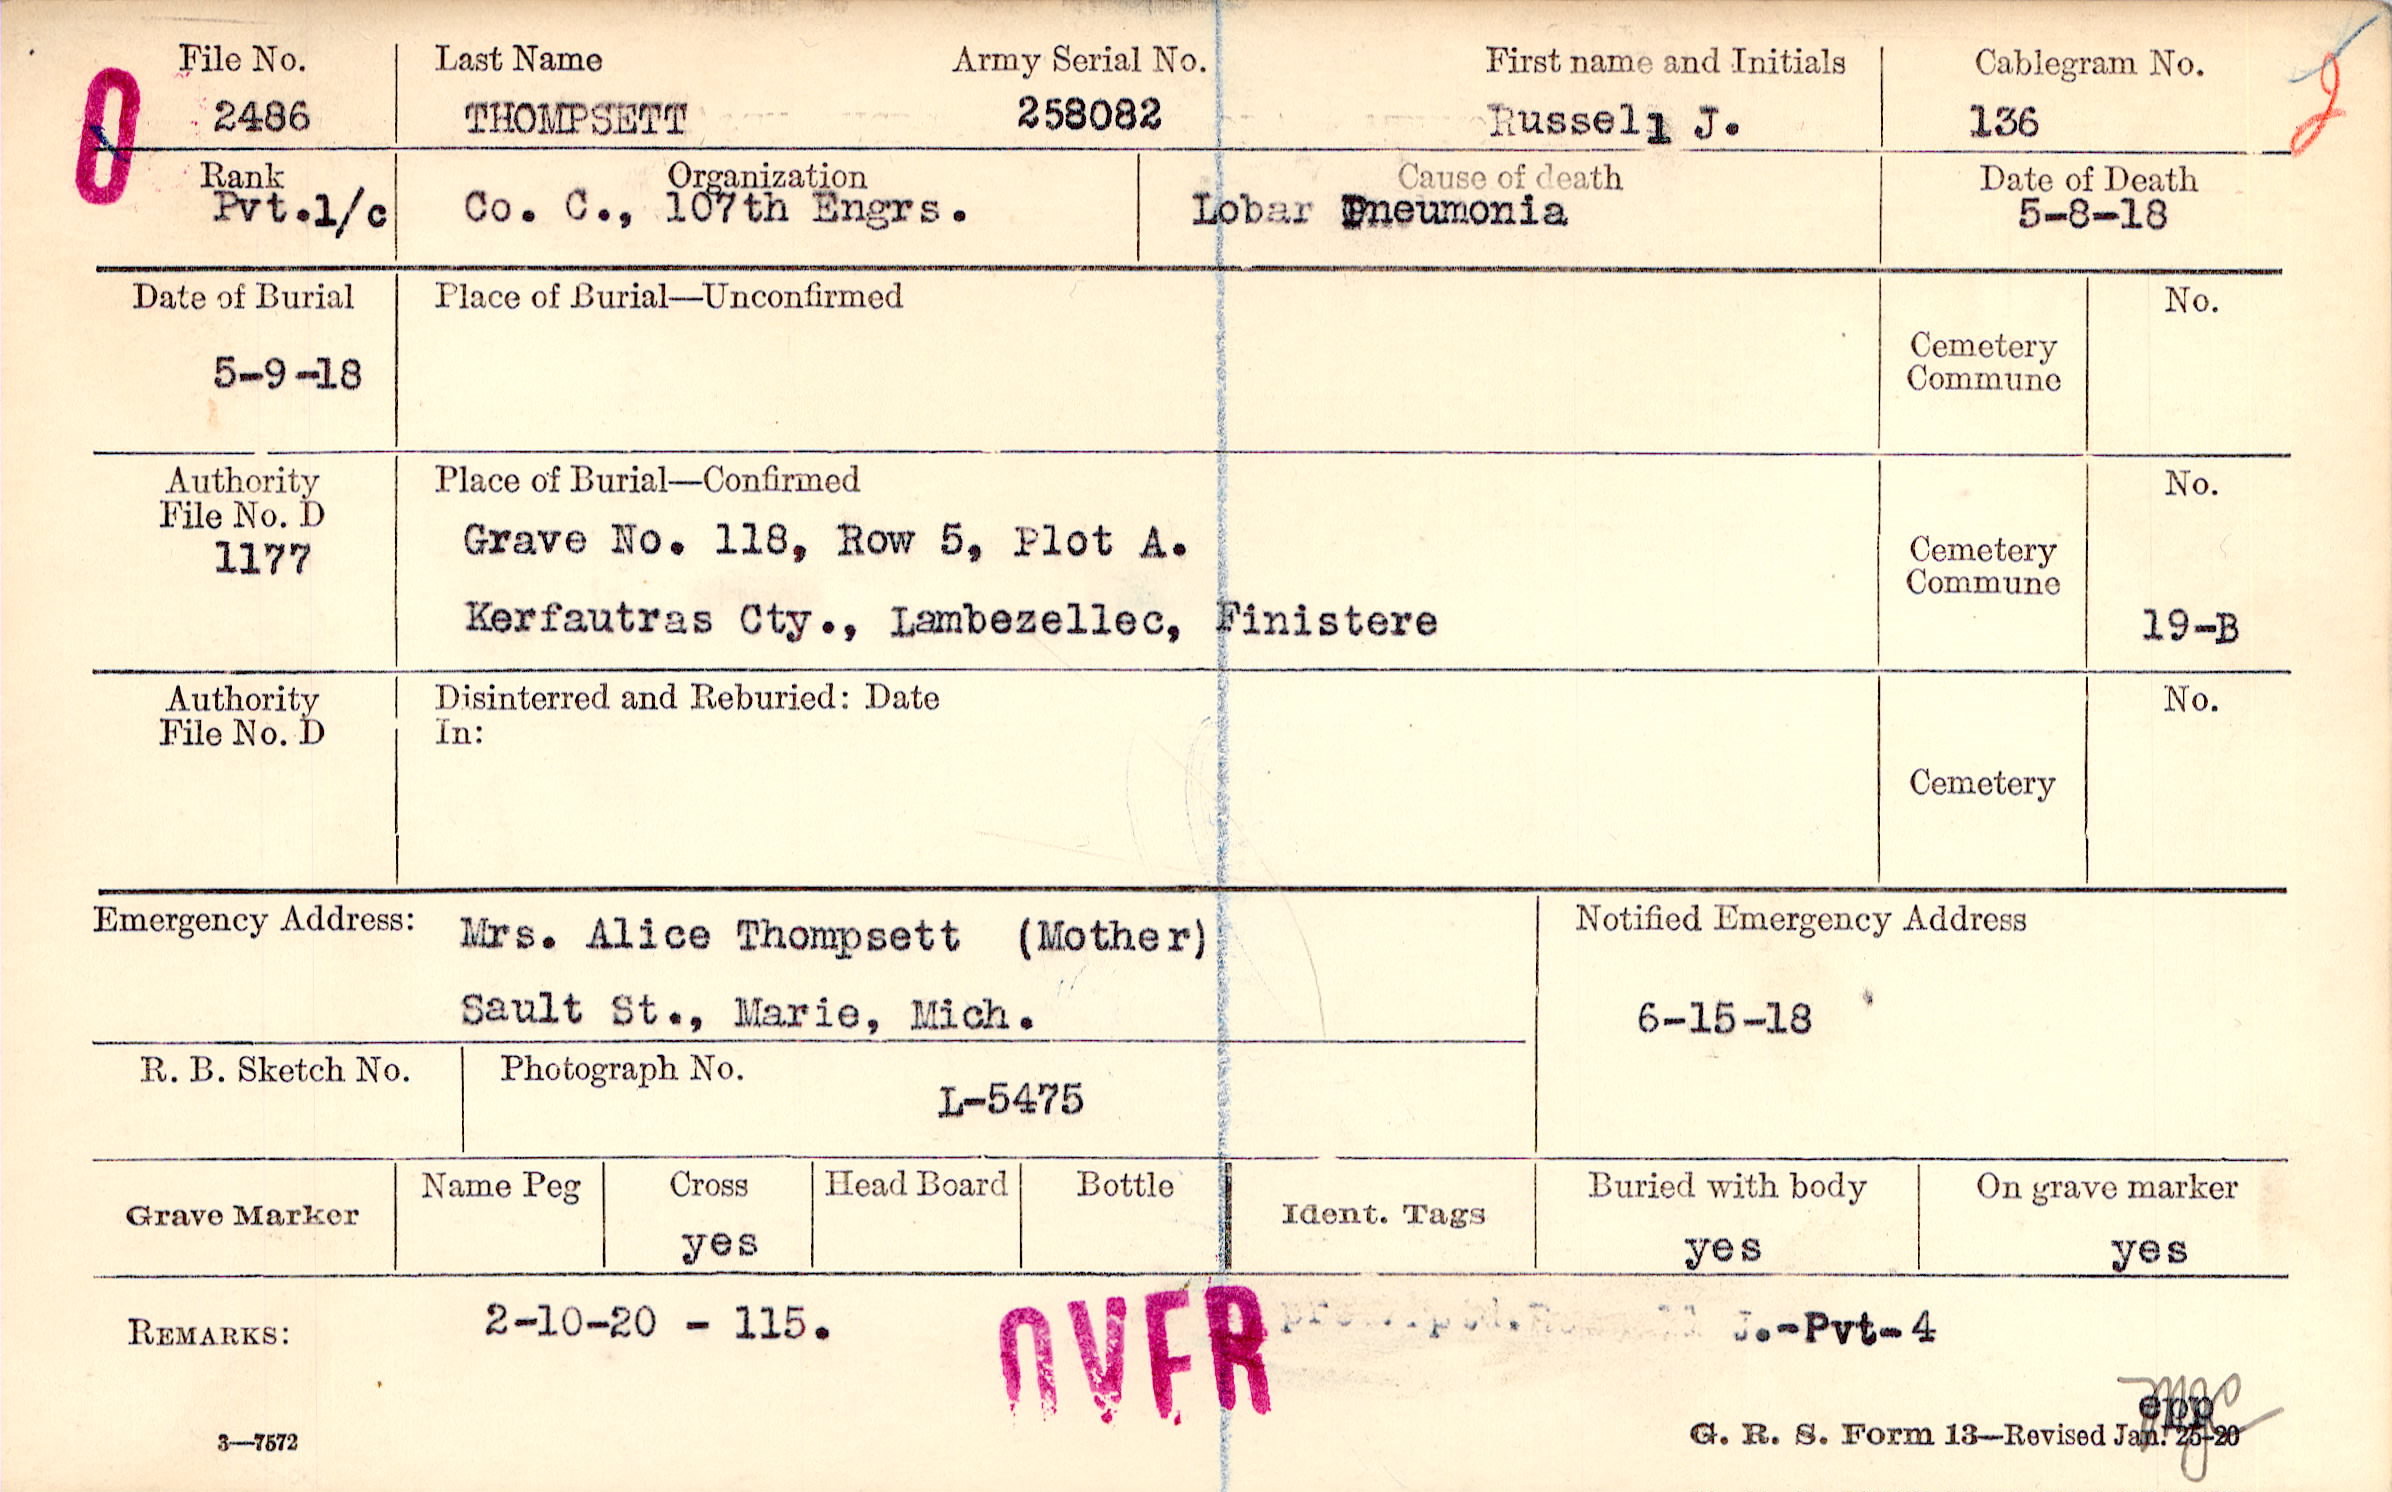 File No. Last Name Army Serial No. First name and Initials Cablegram No.
2486 THOMPSETT 258082 Russell J. 136
Rank Organization Cause of death Date of Death
Pvt.1/c Co. C., 107th Engrs. Lobar Pneumonia 5-8-18
Date of Burial Place of Burial—Unconfirmed No.
Cemetery
Commune
5-9-18
Authority Place of Burial—Confirmed No.
File No. D
1177 Grave No. 118, Row 5, Plot A. Cemetery
Commune
Kerfautras Cty., Lambezellec, Finistere 19-B
Authority Disinterred and Reburied: Date No.
File No. D In:
Cemetery
Emergency Address: Mrs. Alice Thompsett (Mother) Notified Emergency Address
Sault St., Marie, Mich. 6-15-18
R. B. Sketch No. Photograph No.
L-5475
Grave Marker Name Peg Cross Head Board Bottle Ident. Tags Buried with body On grave marker
yes yes yes
REMARKS: 2-10-20 - 115. OVER J.-Pvt-4
epp
3—7572 G. R. S. Form 13—Revised Jan. 25-20